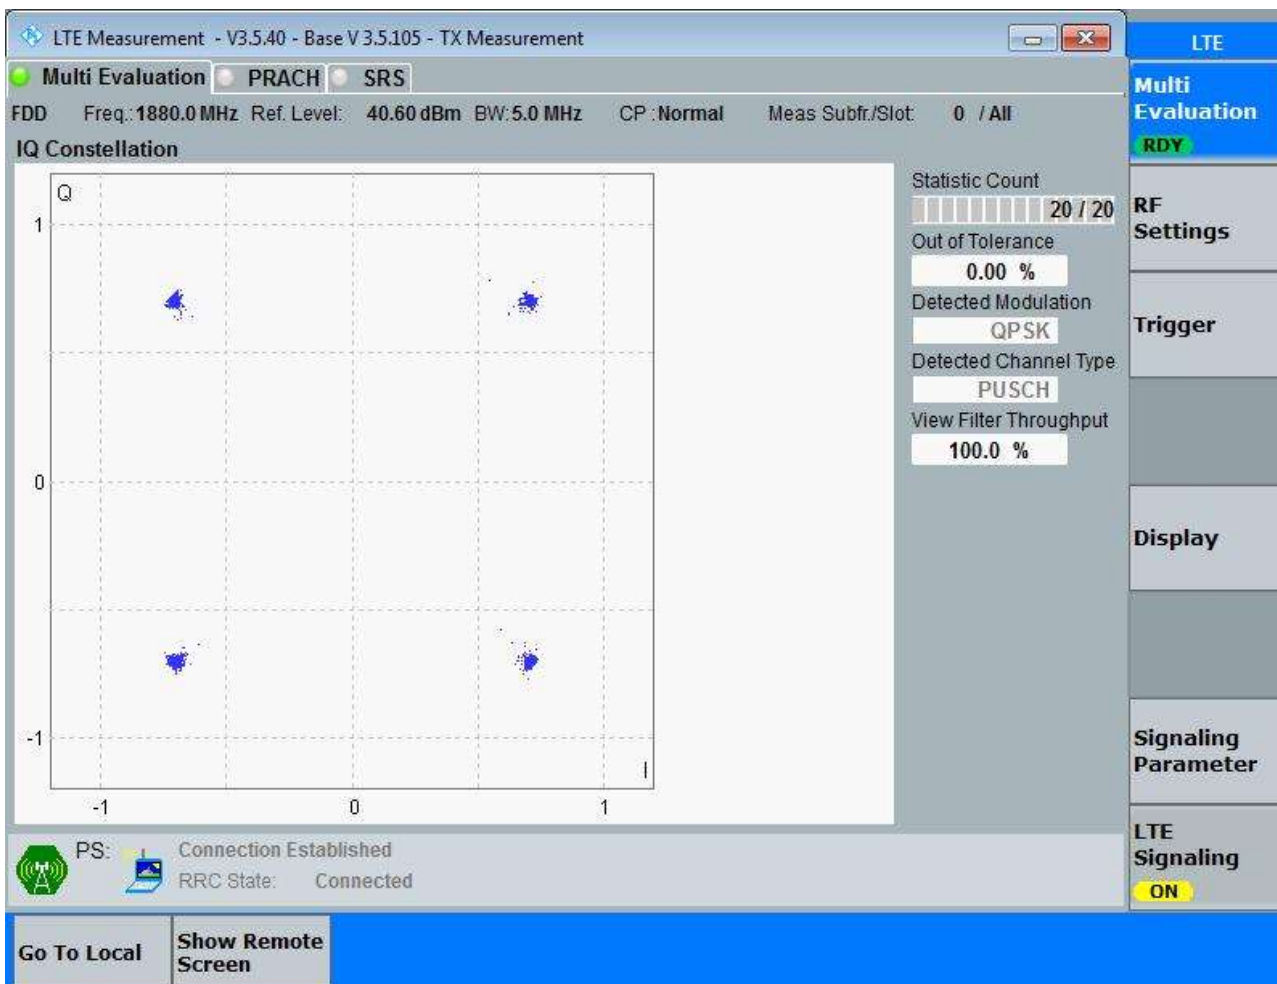 LTE Measurement - V3.5.40 - Base V 3.5.105 - TX Measurement
LTE
Multi Evaluation PRACH SRS
FDD Freq.: 1880.0 MHz Ref. Level: 40.60 dBm BW: 5.0 MHz CP : Normal Meas Subfr./Slot: 0 / All
IQ Constellation
Q
1
0
-1
-1 0 1
I
Statistic Count
20 / 20
Out of Tolerance
0.00 %
Detected Modulation
QPSK
Detected Channel Type
PUSCH
View Filter Throughput
100.0 %
Multi
Evaluation
RDY
RF
Settings
Trigger
Display
Signaling
Parameter
LTE
Signaling
ON
PS: Connection Established
RRC State: Connected
Go To Local
Show Remote
Screen